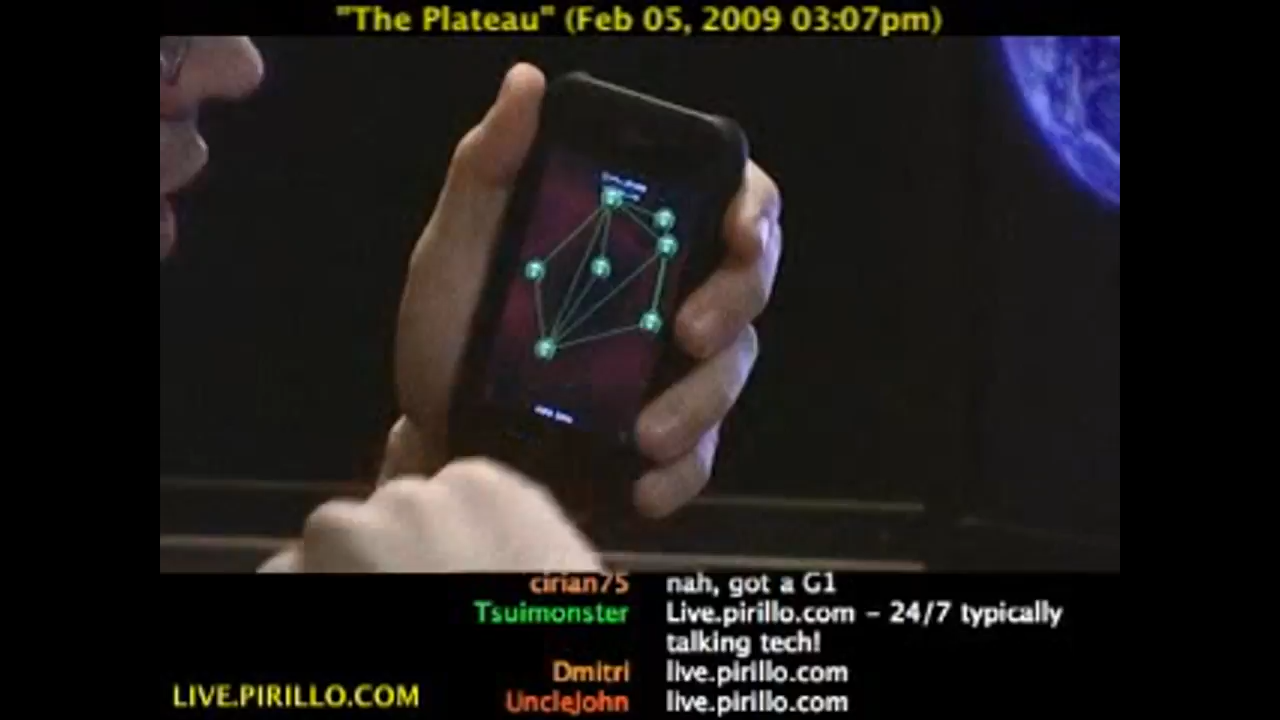 "The Plateau" (Feb 05, 2009 03:07pm)
cirian75 nah, got a G1
Tsuimonster Live.pirillo.com - 24/7 typically
talking tech!
Dmitri live.pirillo.com
UncleJohn live.pirillo.com
LIVE.PIRILLO.COM